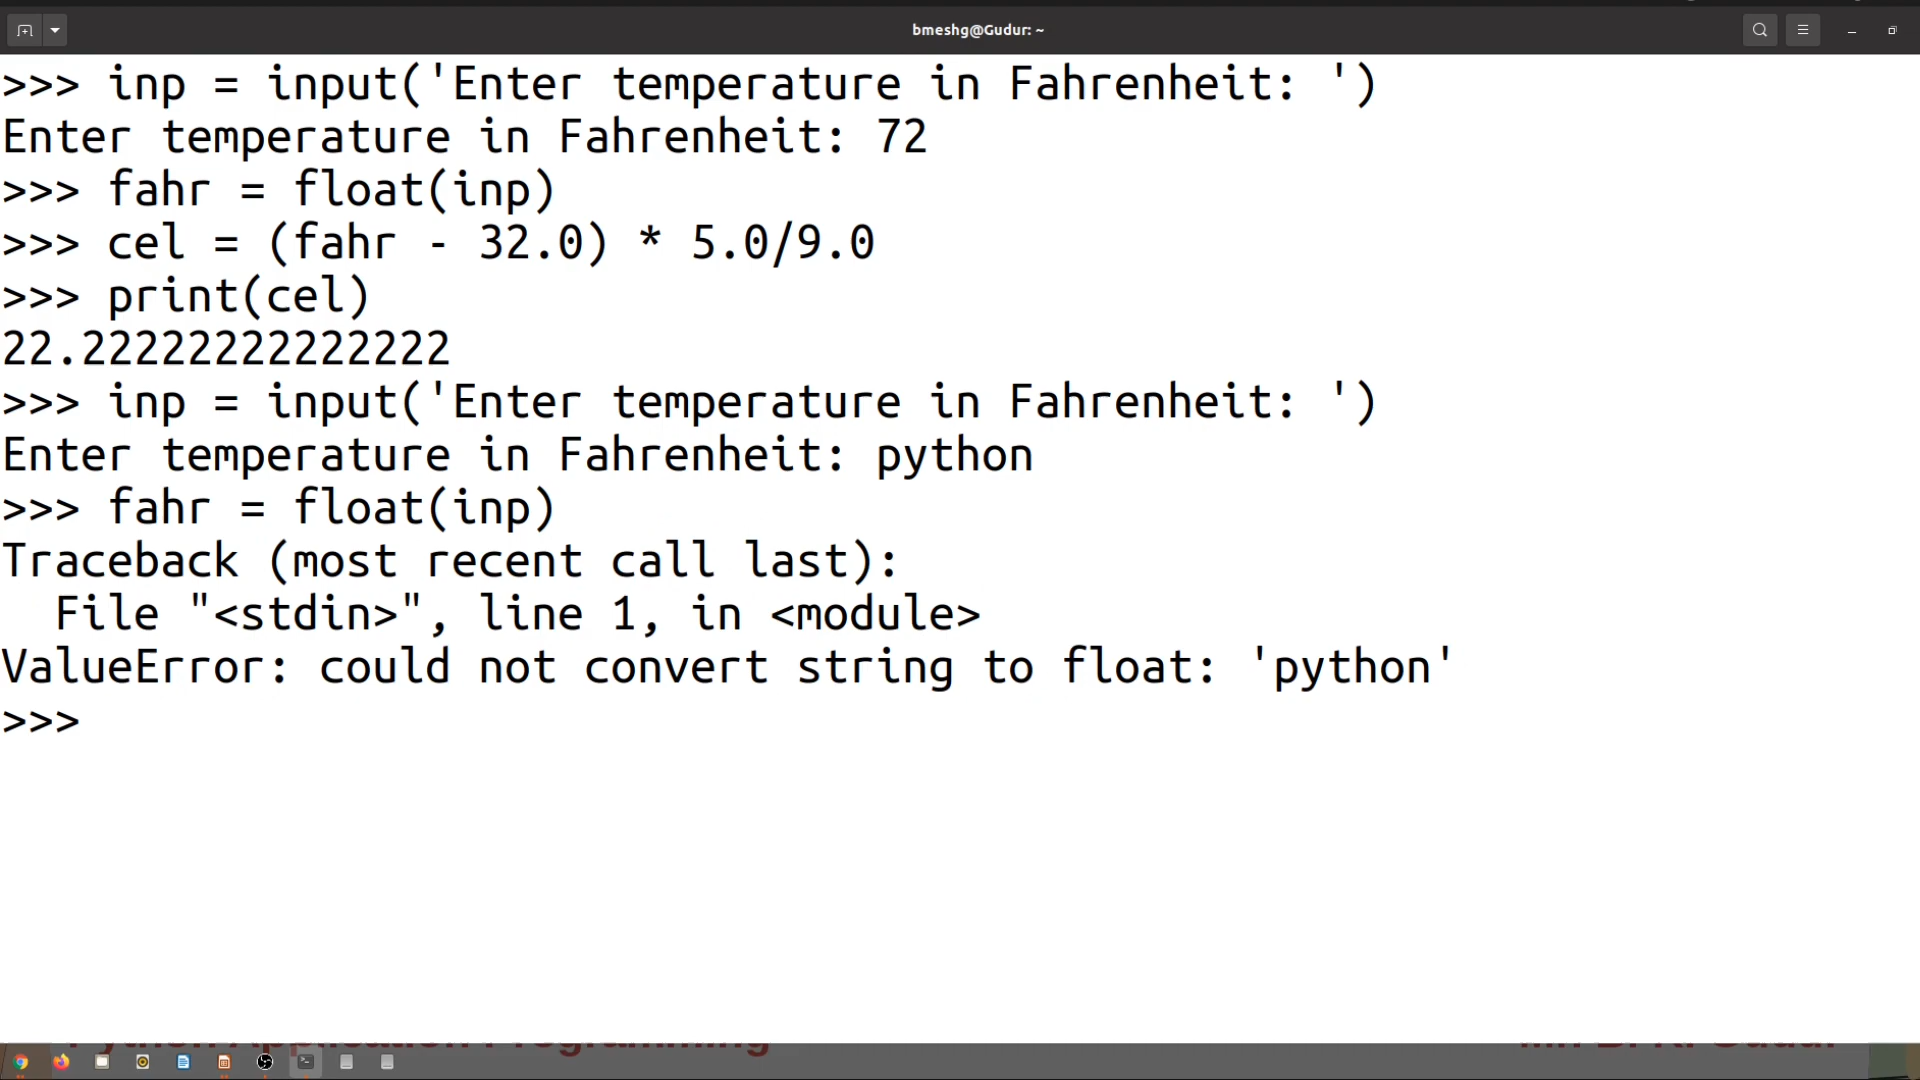 bmeshg@Gudur: ~
>>> inp = input('Enter temperature in Fahrenheit: ')
Enter temperature in Fahrenheit: 72
>>> fahr = float(inp)
>>> cel = (fahr - 32.0) * 5.0/9.0
>>> print(cel)
22.22222222222222
>>> inp = input('Enter temperature in Fahrenheit: ')
Enter temperature in Fahrenheit: python
>>> fahr = float(inp)
Traceback (most recent call last):
  File "<stdin>", line 1, in <module>
ValueError: could not convert string to float: 'python'
>>>
Python Application Programming